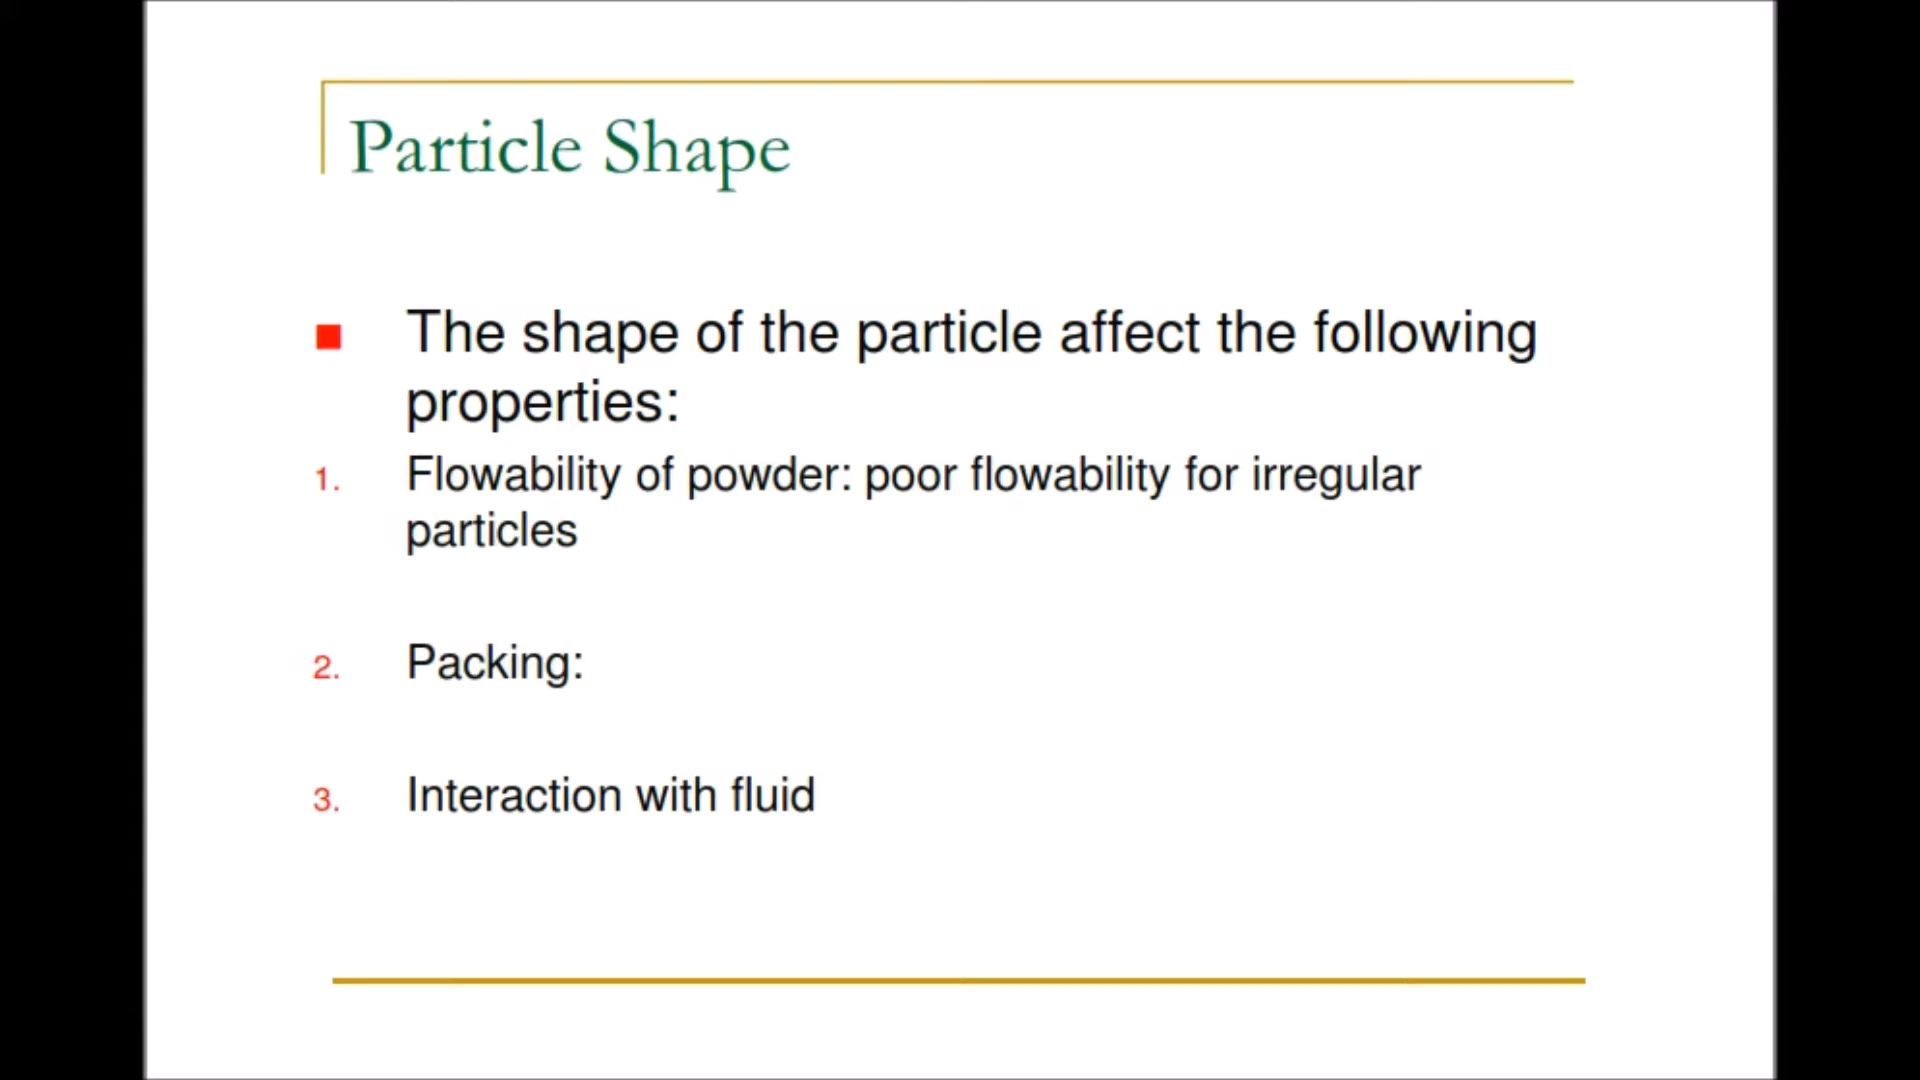 Particle Shape
■ The shape of the particle affect the following
properties:
1. Flowability of powder: poor flowability for irregular
particles
2. Packing:
3. Interaction with fluid